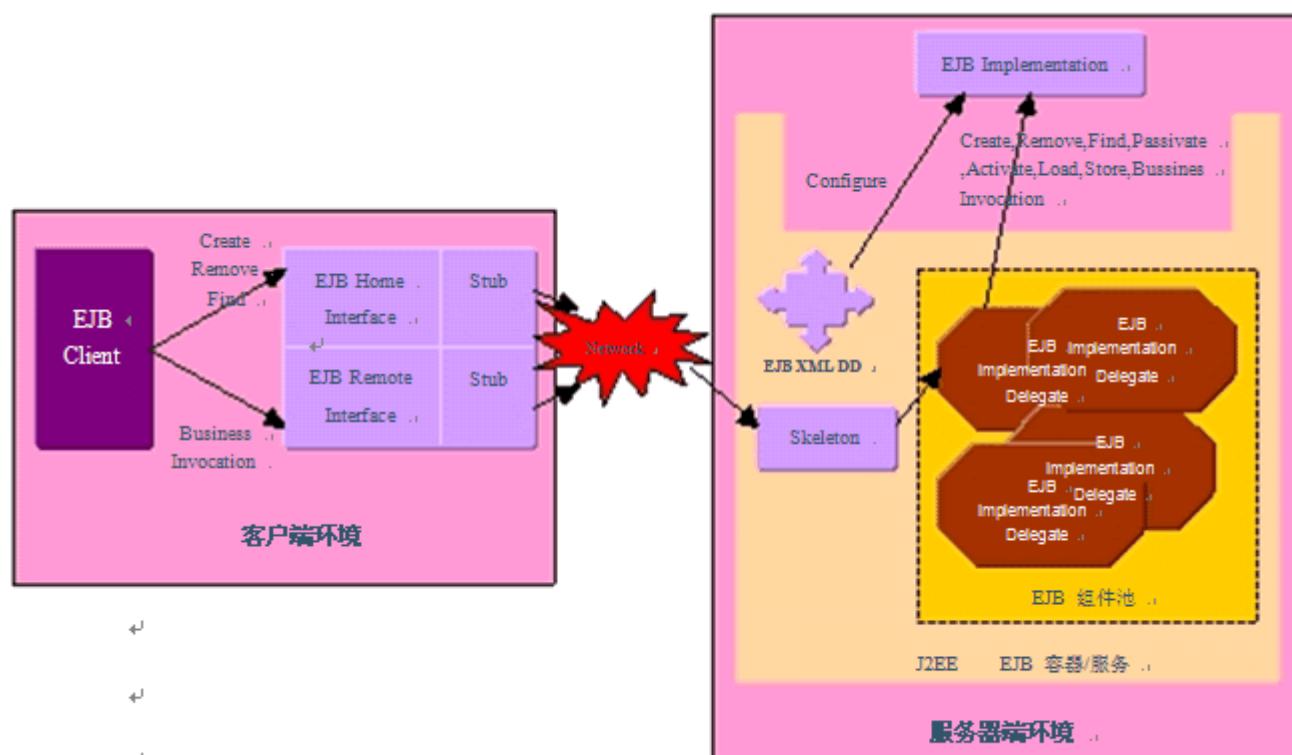 EJB Implementation
Create,Remove,Find,Passivate
,Activate,Load,Store,Bussines
Invocation
Configure
Create
Remove
Find
EJB
Client
EJB Home
Interface
Stub
EJB Remote
Interface
Stub
Business
Invocation
客户端环境
Network
EJB XML DD
Skeleton
EJB
Implementation
Delegate
EJB
Implementation
Delegate
EJB
Implementation
Delegate
EJB
Implementation
Delegate
EJB 组件池
J2EE EJB 容器/服务
服务器端环境